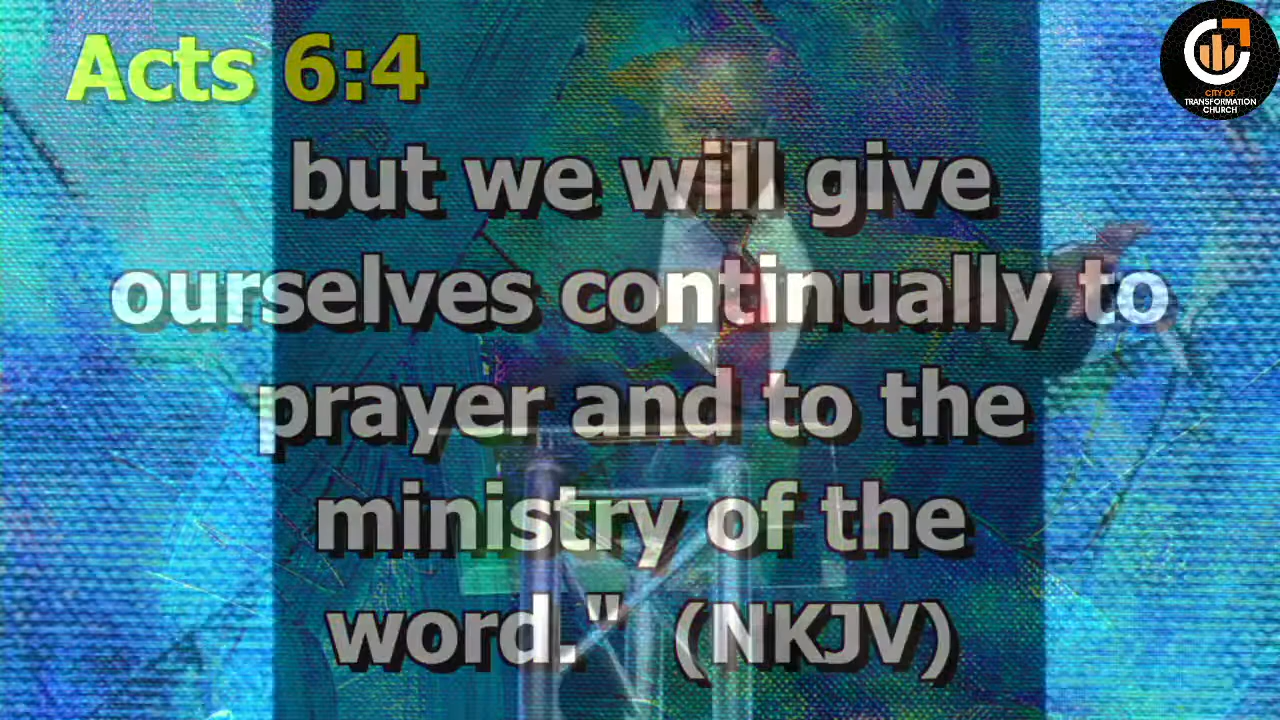 Acts 6:4
but we will give
ourselves continually to
prayer and to the
ministry of the
word." (NKJV)
CITY OF
TRANSFORMATION
CHURCH